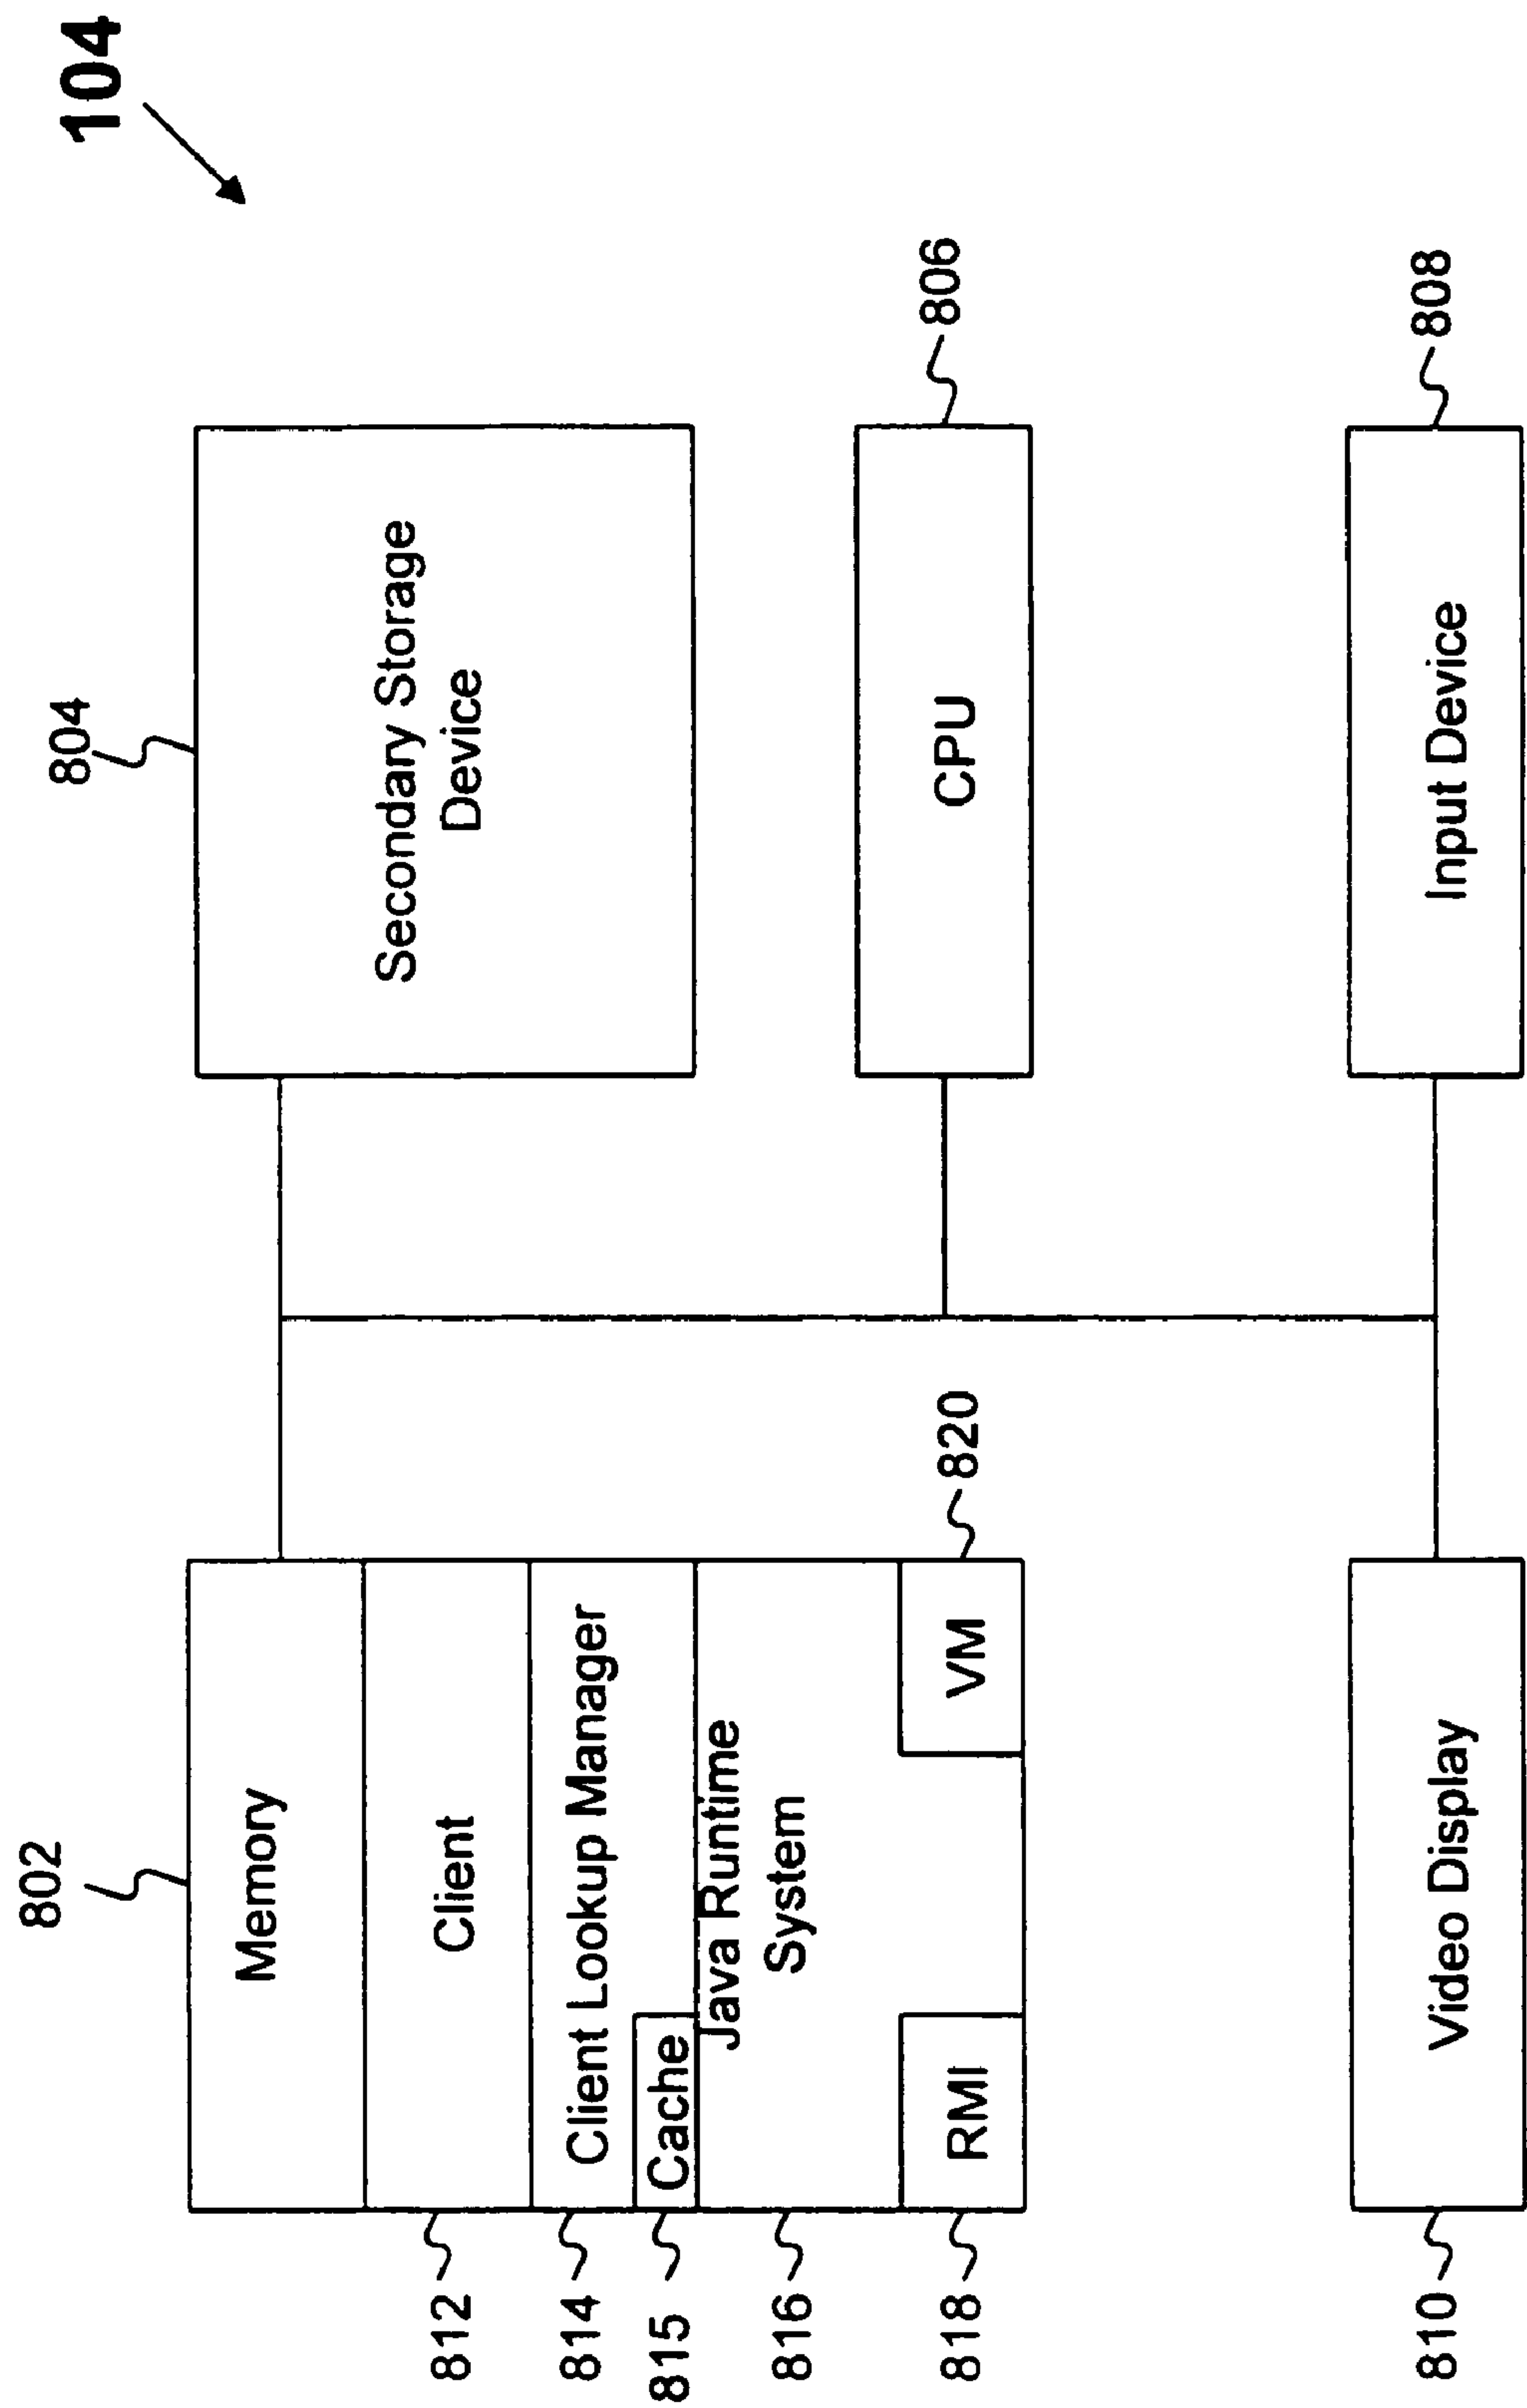 104
802
Memory
812
Client
814
Client Lookup Manager
815
Cache
816
Java Runtime
System
818
RMI
VM
820
804
Secondary Storage
Device
CPU
806
810
Video Display
Input Device
808